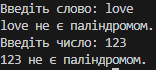 Введіть слово: love
love не є паліндромом.
Введіть число: 123
123 не є паліндромом.